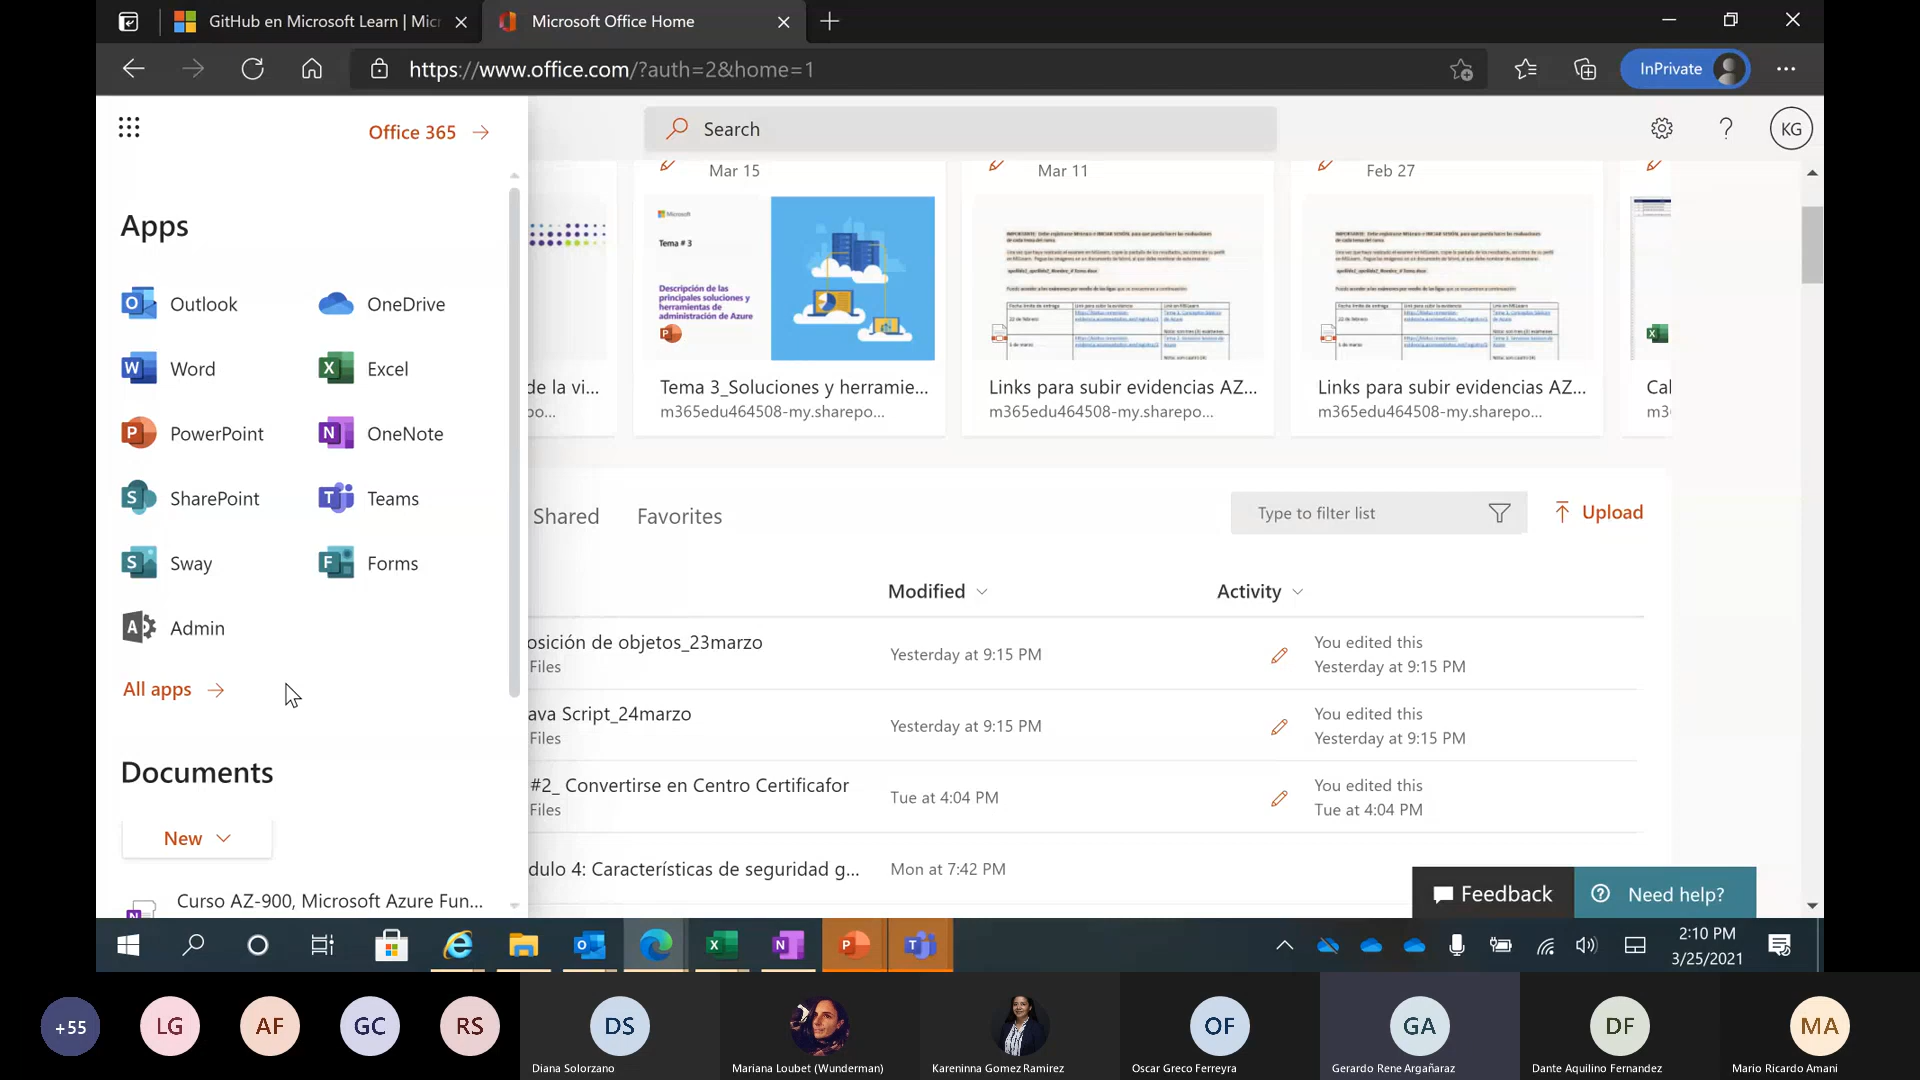 GitHub en Microsoft Learn | Micr
Microsoft Office Home
https://www.office.com/?auth=2&home=1
InPrivate
Office 365
Search
KG
Apps
Outlook
OneDrive
Word
Excel
PowerPoint
OneNote
SharePoint
Teams
Sway
Forms
Admin
All apps
Documents
New
Curso AZ-900, Microsoft Azure Fun...
Mar 15
Mar 11
Feb 27
Microsoft
Tema # 3
Descripción de las
principales soluciones y
herramientas de
administración de Azure
de la vi...
po...
Tema 3_Soluciones y herramie...
m365edu464508-my.sharepo...
Links para subir evidencias AZ...
m365edu464508-my.sharepo...
Links para subir evidencias AZ...
m365edu464508-my.sharepo...
Cal
m3
Shared
Favorites
Type to filter list
Upload
Modified
Activity
osición de objetos_23marzo
Files
Yesterday at 9:15 PM
You edited this
Yesterday at 9:15 PM
ava Script_24marzo
Files
Yesterday at 9:15 PM
You edited this
Yesterday at 9:15 PM
#2_ Convertirse en Centro Certificafor
Files
Tue at 4:04 PM
You edited this
Tue at 4:04 PM
dulo 4: Características de seguridad g...
Mon at 7:42 PM
Feedback
Need help?
2:10 PM
3/25/2021
+55
LG
AF
GC
RS
DS
Diana Solorzano
Mariana Loubet (Wunderman)
Kareninna Gomez Ramirez
OF
Oscar Greco Ferreyra
GA
Gerardo Rene Argañaraz
DF
Dante Aquilino Fernandez
MA
Mario Ricardo Amani